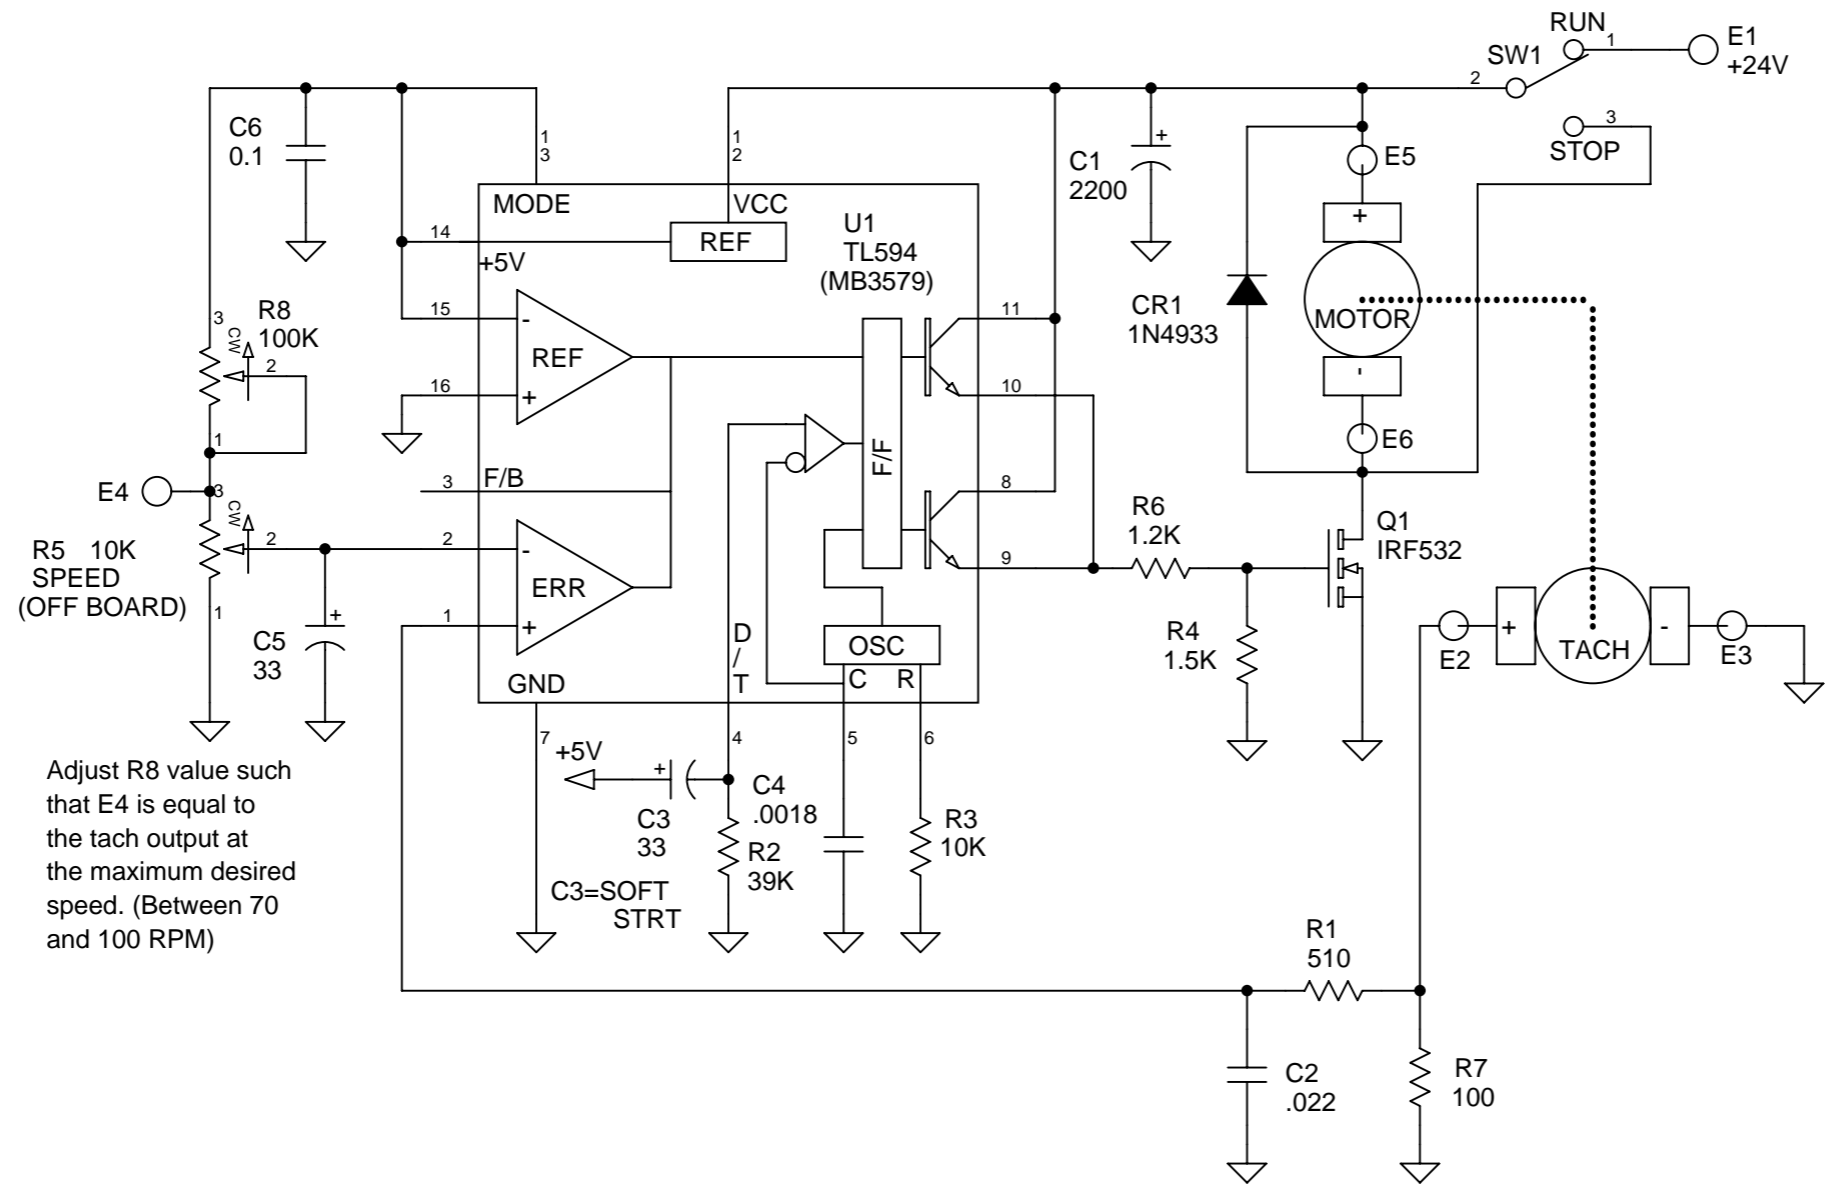 RUN
1
E1
+24V
SW1
2
3
STOP
C6
0.1
1
3
1
2
C1
2200
+
E5
MODE
VCC
REF
14
+5V
U1
TL594
(MB3579)
+
MOTOR
-
CR1
1N4933
3
R8
100K
CW
2
1
15
-
REF
16
+
11
10
F/F
E6
E4
3
CW
3
F/B
8
R5 10K
SPEED
(OFF BOARD)
2
1
2
-
ERR
1
+
9
R6
1.2K
Q1
IRF532
C5
33
+
D
/
T
OSC
C
R
GND
R4
1.5K
+
TACH
-
E2
E3
7
+5V
+
4
5
6
C3
33
C4
.0018
R2
39K
R3
10K
C3=SOFT
STRT
Adjust R8 value such
that E4 is equal to
the tach output at
the maximum desired
speed. (Between 70
and 100 RPM)
R1
510
C2
.022
R7
100